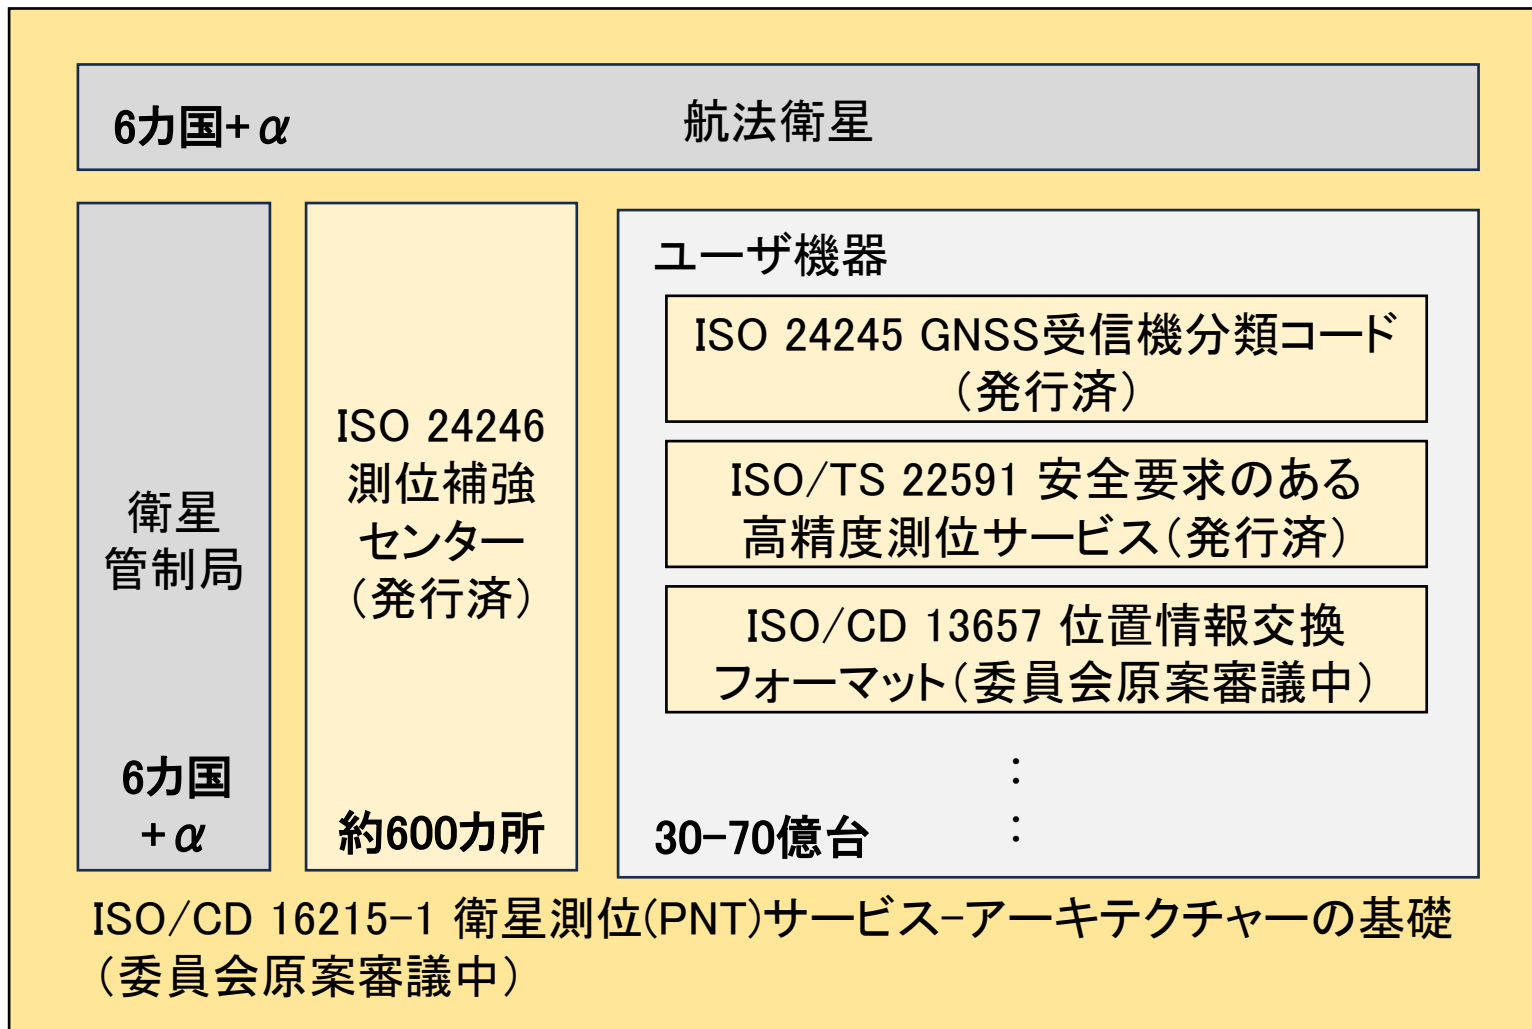 6カ国+α
航法衛星
衛星
管制局
6カ国
+α
ISO 24246
測位補強
センター
(発行済)
約600カ所
ユーザ機器
ISO 24245 GNSS受信機分類コード
(発行済)
ISO/TS 22591 安全要求のある
高精度測位サービス(発行済)
ISO/CD 13657 位置情報交換
フォーマット(委員会原案審議中)
:
:
30-70億台
ISO/CD 16215-1 衛星測位(PNT)サービス-アーキテクチャーの基礎
(委員会原案審議中)